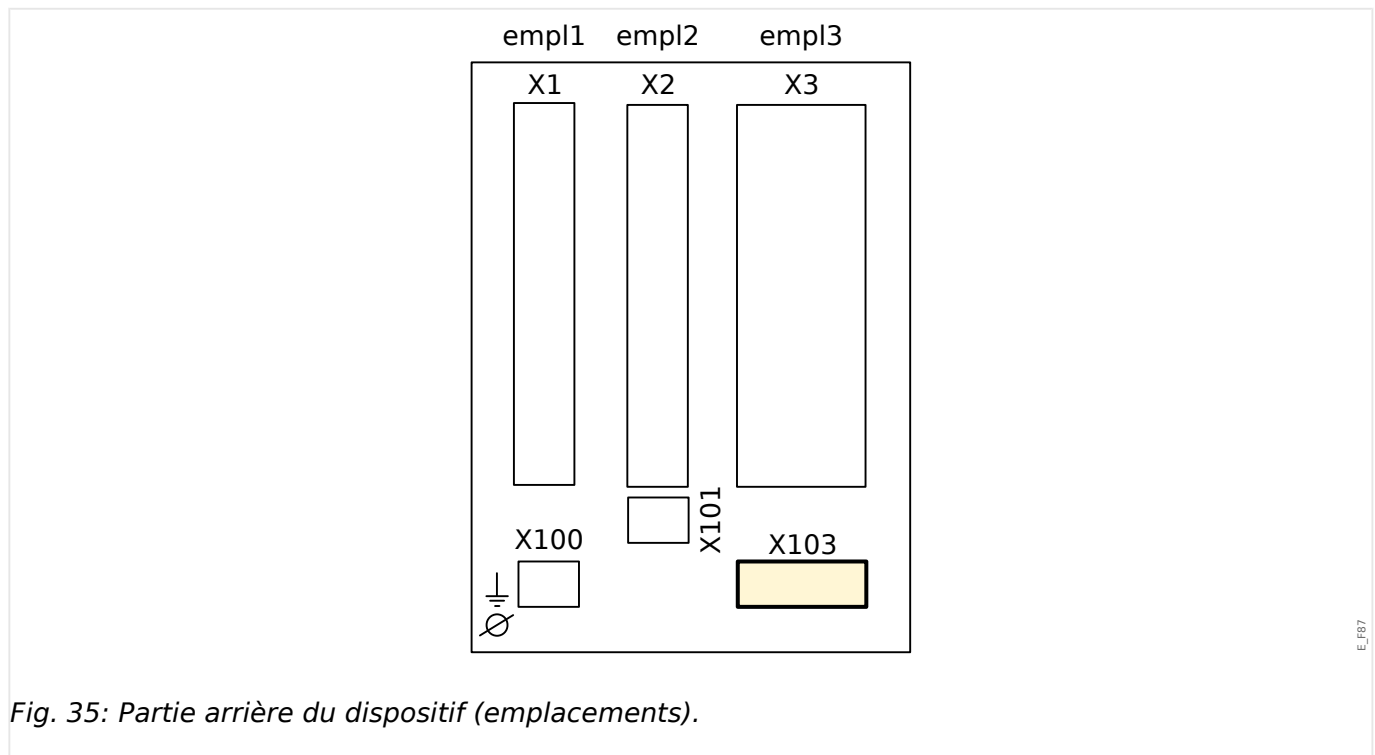 empl1 empl2 empl3
X1 X2 X3
X101
X100 X103
E_F87
Fig. 35: Partie arrière du dispositif (emplacements).